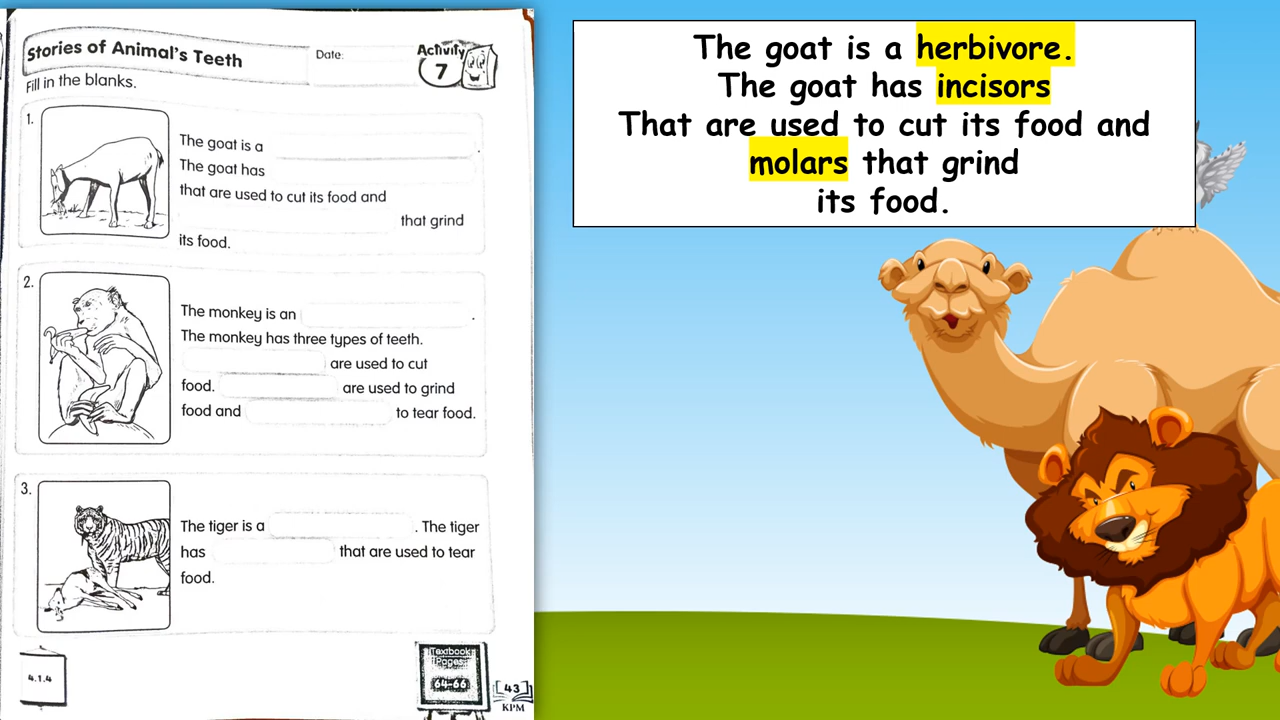 Stories of Animal's Teeth
Date:
Activity
7
Fill in the blanks.
1.
The goat is a .
The goat has
that are used to cut its food and
that grind
its food.
2.
The monkey is an .
The monkey has three types of teeth.
are used to cut
food. are used to grind
food and to tear food.
3.
The tiger is a . The tiger
has that are used to tear
food.
4.1.4
Textbook
Pages
64-66
43
KPM
The goat is a herbivore.
The goat has incisors
That are used to cut its food and
molars that grind
its food.